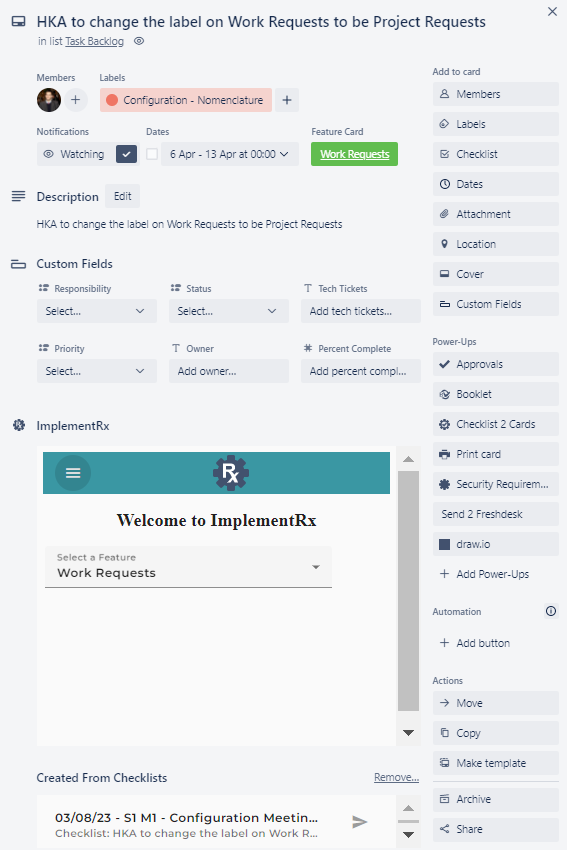 HKA to change the label on Work Requests to be Project Requests
in list Task Backlog
Members
Labels
Configuration - Nomenclature
Notifications
Dates
Feature Card
Watching
6 Apr - 13 Apr at 00:00
Work Requests
Description
Edit
HKA to change the label on Work Requests to be Project Requests
Custom Fields
Responsibility
Status
Tech Tickets
Select...
Select...
Add tech tickets...
Priority
Owner
Percent Complete
Select...
Add owner...
Add percent compl...
ImplementRx
Rx
Welcome to ImplementRx
Select a Feature
Work Requests
Created From Checklists
Remove...
03/08/23 - S1 M1 - Configuration Meetin...
Checklist: HKA to change the label on Work R...
Add to card
Members
Labels
Checklist
Dates
Attachment
Location
Cover
Custom Fields
Power-Ups
Approvals
Booklet
Checklist 2 Cards
Print card
Security Requirem...
Send 2 Freshdesk
draw.io
Add Power-Ups
Automation
Add button
Actions
Move
Copy
Make template
Archive
Share